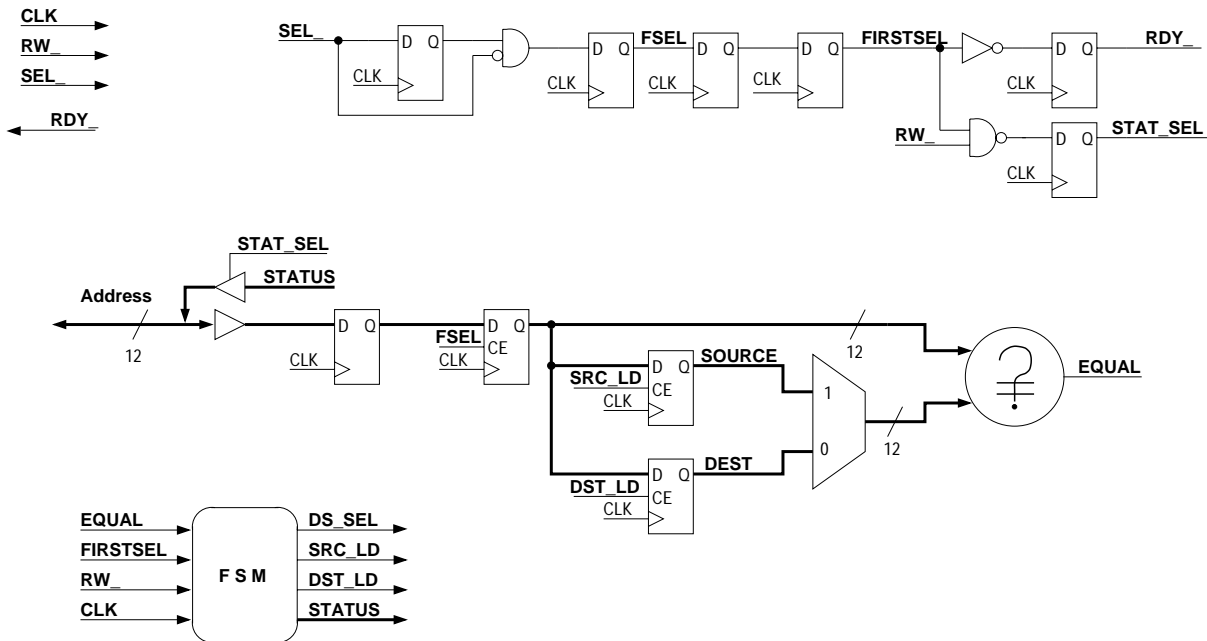 CLK
RW_
SEL_
RDY_
SEL_
D Q
CLK
D Q
CLK
FSEL
D Q
CLK
D Q
CLK
FIRSTSEL
D Q
CLK
RDY_
RW_
D Q
CLK
STAT_SEL
STAT_SEL
STATUS
Address
12
D Q
CLK
FSEL
D Q
CE
CLK
12
SOURCE
D Q
SRC_LD
CE
CLK
1
0
12
EQUAL
DEST
D Q
DST_LD
CE
CLK
EQUAL
FIRSTSEL
RW_
CLK
F S M
DS_SEL
SRC_LD
DST_LD
STATUS